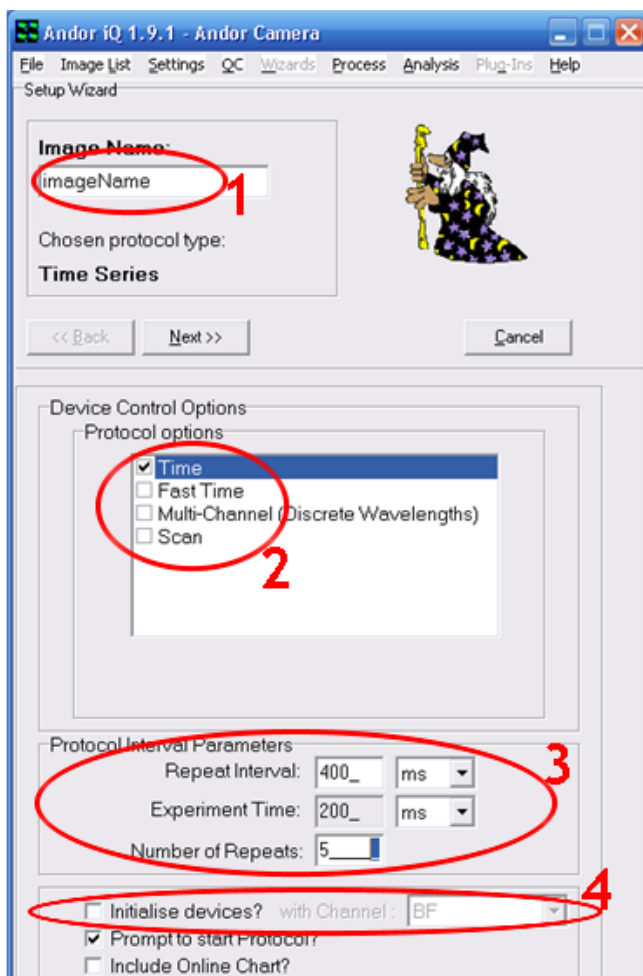 Andor iQ 1.9.1 - Andor Camera
File Image List Settings QC Wizards Process Analysis Plug-Ins Help
Setup Wizard
Image Name:
imageName
1
Chosen protocol type:
Time Series
<< Back Next >> Cancel
Device Control Options
Protocol options
Time
Fast Time
Multi-Channel (Discrete Wavelengths)
Scan
2
Protocol Interval Parameters
3
Repeat Interval: 400_ ms
Experiment Time: 200_ ms
Number of Repeats: 5____
4
Initialise devices? with Channel : BF
Prompt to start Protocol?
Include Online Chart?